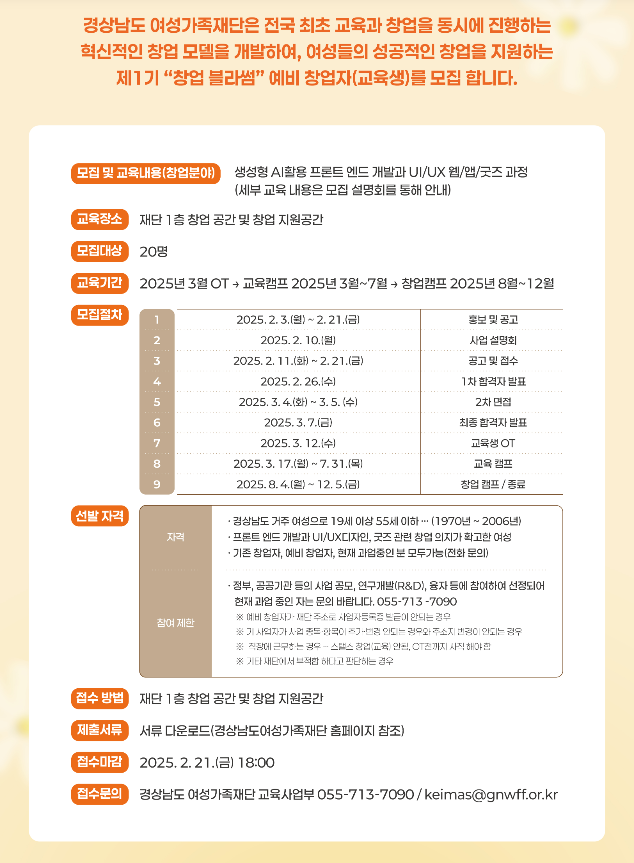 경상남도 여성가족재단은 전국 최초 교육과 창업을 동시에 진행하는
혁신적인 창업 모델을 개발하여, 여성들의 성공적인 창업을 지원하는
제1기 “창업 블라썸” 예비 창업자(교육생)를 모집 합니다.
모집 및 교육내용(창업분야) 생성형 AI활용 프론트 엔드 개발과 UI/UX 웹/앱/굿즈 과정
(세부 교육 내용은 모집 설명회를 통해 안내)
교육장소 재단 1층 창업 공간 및 창업 지원공간
모집대상 20명
교육기간 2025년 3월 OT → 교육캠프 2025년 3월~7월 → 창업캠프 2025년 8월~12월
모집절차
1 2025. 2. 3.(월) ~ 2. 21.(금) 홍보 및 공고
2 2025. 2. 10.(월) 사업 설명회
3 2025. 2. 11.(화) ~ 2. 21.(금) 공고 및 접수
4 2025. 2. 26.(수) 1차 합격자 발표
5 2025. 3. 4.(화) ~ 3. 5. (수) 2차 면접
6 2025. 3. 7.(금) 최종 합격자 발표
7 2025. 3. 12.(수) 교육생 OT
8 2025. 3. 17.(월) ~ 7. 31.(목) 교육 캠프
9 2025. 8. 4.(월) ~ 12. 5.(금) 창업 캠프 / 종료
선발 자격
자격
· 경상남도 거주 여성으로 19세 이상 55세 이하 … (1970년 ~ 2006년)
· 프론트 엔드 개발과 UI/UX디자인, 굿즈 관련 창업 의지가 확고한 여성
· 기존 창업자, 예비 창업자, 현재 과업중인 분 모두가능(전화 문의)
참여 제한
· 정부, 공공기관 등의 사업 공모, 연구개발(R&D), 융자 등에 참여하여 선정되어
현재 과업 중인 자는 문의 바랍니다. 055-713 -7090
※ 예비 창업자가 재단 주소로 사업자등록증 발급이 안되는 경우
※ 기 사업자가 사업 종목·항목이 추가·변경 안되는 경우와 주소지 변경이 안되는 경우
※ 직장에 근무하는 경우 – 스탭스 창업(교육) 안됨, OT전까지 사직 해야 함
※ 기타 재단에서 부적합 하다고 판단하는 경우
접수 방법 재단 1층 창업 공간 및 창업 지원공간
제출서류 서류 다운로드(경상남도여성가족재단 홈페이지 참조)
접수마감 2025. 2. 21.(금) 18:00
접수문의 경상남도 여성가족재단 교육사업부 055-713-7090 / keimas@gnwff.or.kr